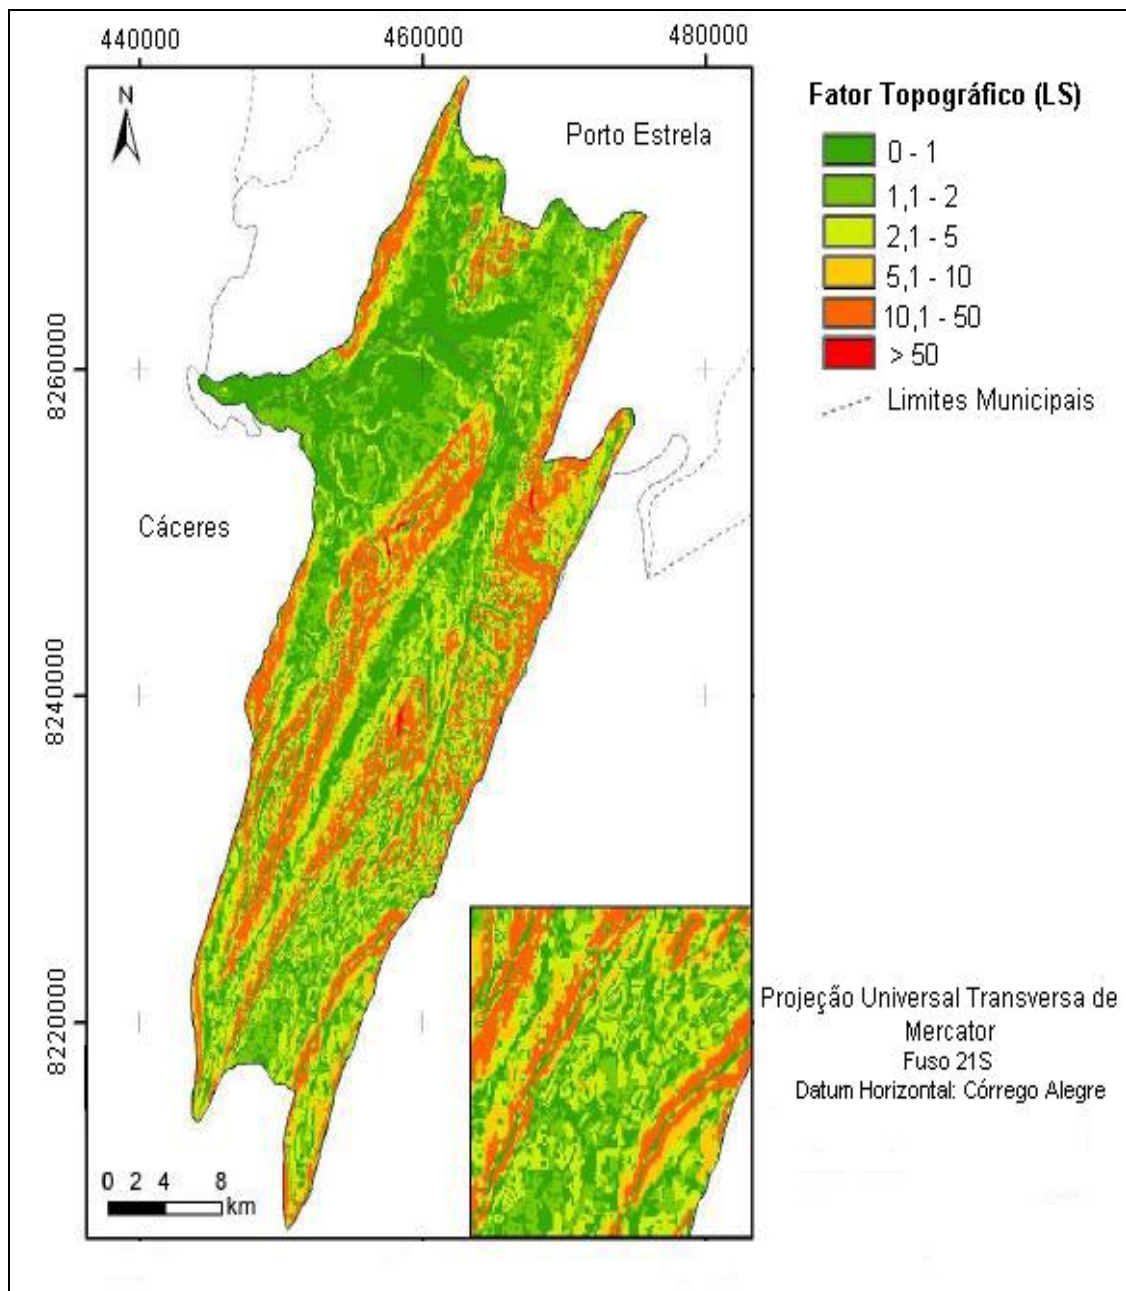 440000 460000 480000
N
Porto Estrela
Fator Topográfico (LS)
0 - 1
1,1 - 2
2,1 - 5
5,1 - 10
10,1 - 50
> 50
Limites Municipais
8260000
Cáceres
8240000
8220000
Projeção Universal Transversa de
Mercator
Fuso 21S
Datum Horizontal: Córrego Alegre
0 2 4 8
km